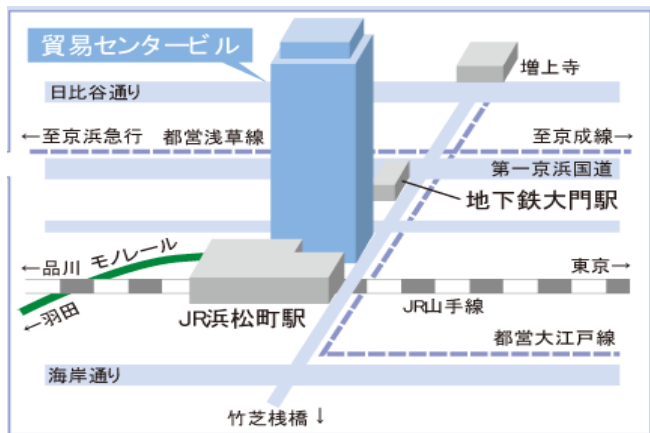 貿易センタービル
増上寺
日比谷通り
←至京浜急行
都営浅草線
至京成線→
第一京浜国道
地下鉄大門駅
←品川
モノレール
東京→
←羽田
JR浜松町駅
JR山手線
都営大江戸線
海岸通り
竹芝桟橋↓